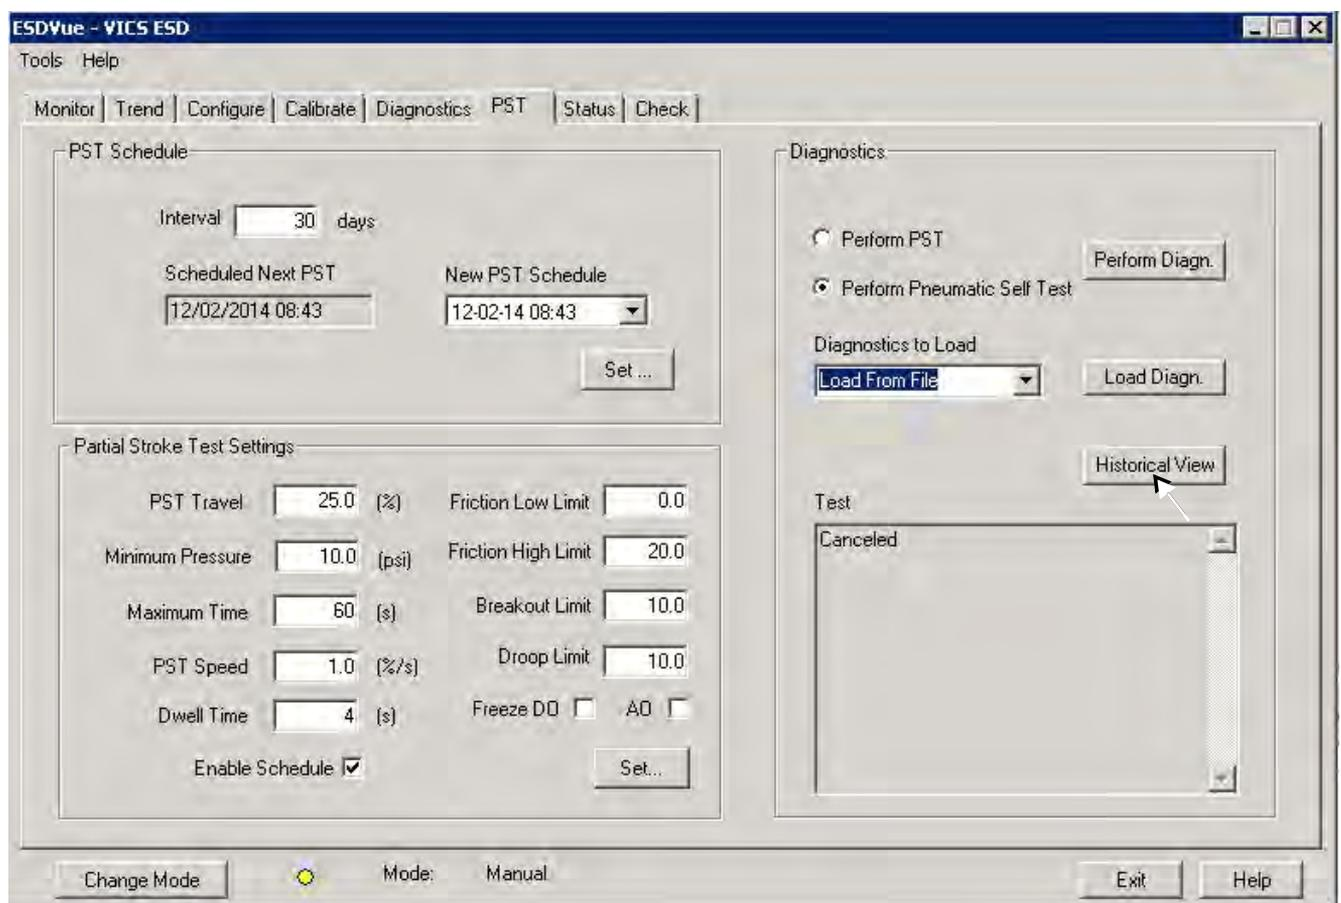 ESDVue - VICS ESD
Tools Help
Monitor Trend Configure Calibrate Diagnostics PST Status Check
PST Schedule
Interval 30 days
Scheduled Next PST
12/02/2014 08:43
New PST Schedule
12-02-14 08:43
Set ...
Partial Stroke Test Settings
PST Travel 25.0 (%)
Minimum Pressure 10.0 (psi)
Maximum Time 60 (s)
PST Speed 1.0 (%/s)
Dwell Time 4 (s)
Enable Schedule
Friction Low Limit 0.0
Friction High Limit 20.0
Breakout Limit 10.0
Droop Limit 10.0
Freeze DO AO
Set...
Diagnostics
Perform PST
Perform Pneumatic Self Test
Perform Diagn.
Diagnostics to Load
Load From File
Load Diagn.
Historical View
Test
Canceled
Change Mode
Mode: Manual
Exit
Help